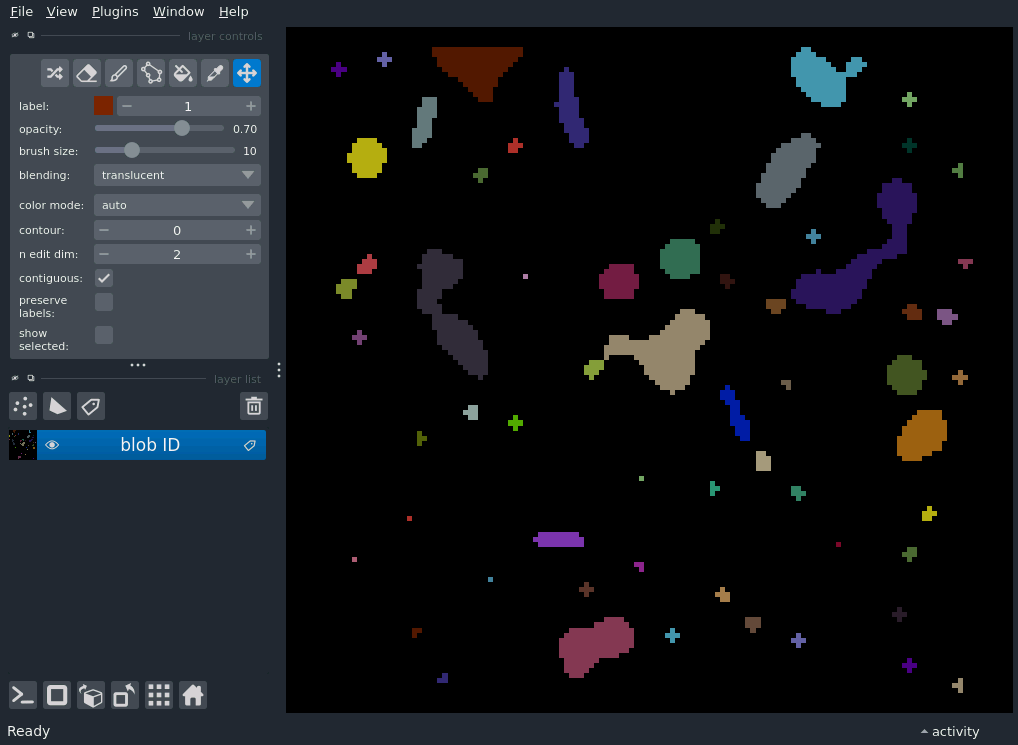 File View Plugins Window Help
layer controls
label: 1
opacity: 0.70
brush size: 10
blending: translucent
color mode: auto
contour: 0
n edit dim: 2
contiguous:
preserve
labels:
show
selected:
layer list
blob ID
Ready
activity